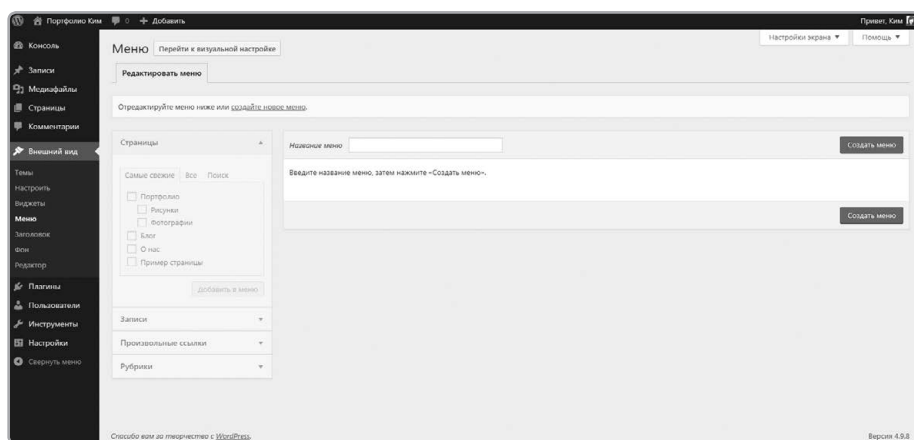 Портфолио Ким 0 + Добавить Привет, Ким
Консоль
Записи
Медиафайлы
Страницы
Комментарии
Внешний вид
Темы
Настроить
Виджеты
Меню
Заголовок
Фон
Редактор
Плагины
Пользователи
Инструменты
Настройки
Свернуть меню
Настройки экрана ▼ Помощь ▼
Меню Перейти к визуальной настройке
Редактировать меню
Отредактируйте меню ниже или создайте новое меню.
Страницы
Самые свежие Все Поиск
Портфолио
Рисунки
Фотографии
Блог
О нас
Пример страницы
Добавить в меню
Записи
Произвольные ссылки
Рубрики
Название меню Создать меню
Введите название меню, затем нажмите «Создать меню».
Создать меню
Спасибо вам за творчество с WordPress. Версия 4.9.8